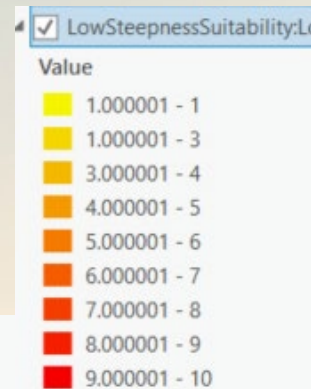 LowSteepnessSuitability:L
Value
1.000001 - 1
1.000001 - 3
3.000001 - 4
4.000001 - 5
5.000001 - 6
6.000001 - 7
7.000001 - 8
8.000001 - 9
9.000001 - 10